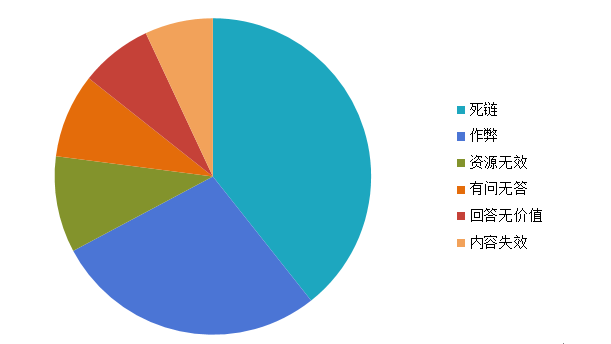 死链
作弊
资源无效
有问无答
回答无价值
内容失效